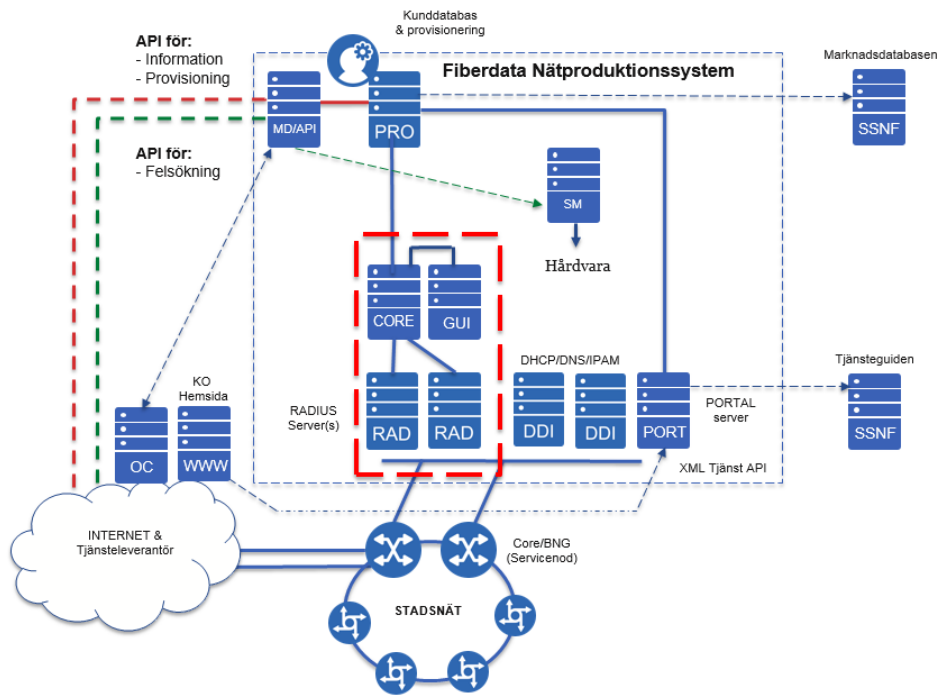 Kunddatabas
& provisionering
API för:
- Information
- Provisioning
Fiberdata Nätproduktionssystem
Marknadsdatabasen
MD/API
PRO
SSNF
API för:
- Felsökning
SM
Hårdvara
CORE
GUI
DHCP/DNS/IPAM
Tjänsteguiden
KO
Hemsida
RADIUS
Server(s)
RAD
RAD
DDI
DDI
PORT
PORTAL
server
SSNF
OC
WWW
XML Tjänst API
INTERNET &
Tjänsteleverantör
Core/BNG
(Servicenod)
STADSNÄT